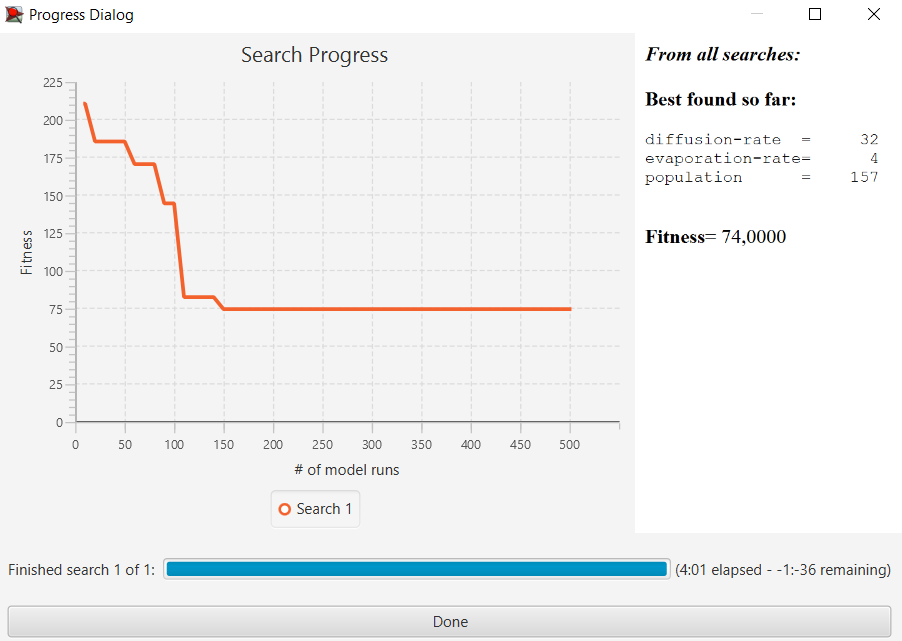 Progress Dialog
Search Progress
225
200
175
150
125
100
75
50
25
0
Fitness
0 50 100 150 200 250 300 350 400 450 500
# of model runs
Search 1
From all searches:
Best found so far:
diffusion-rate = 32
evaporation-rate= 4
population = 157
Fitness= 74,0000
Finished search 1 of 1: (4:01 elapsed - -1:-36 remaining)
Done